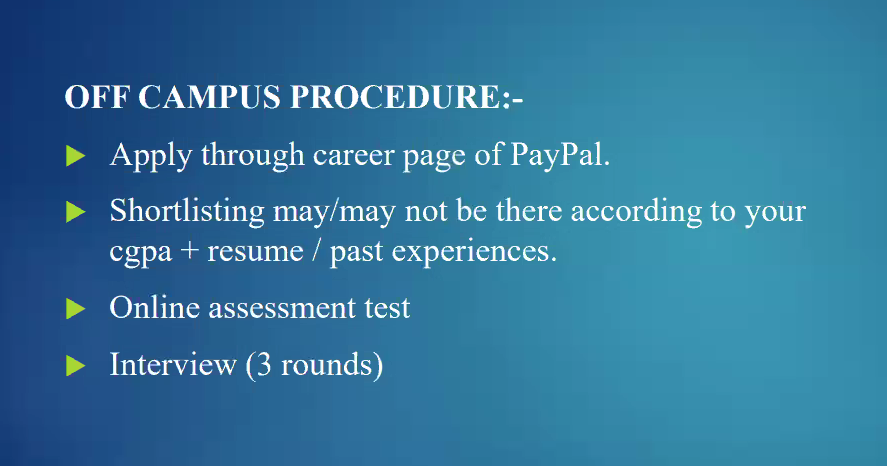 OFF CAMPUS PROCEDURE:-
Apply through career page of PayPal.
Shortlisting may/may not be there according to your
cgpa + resume / past experiences.
Online assessment test
Interview (3 rounds)